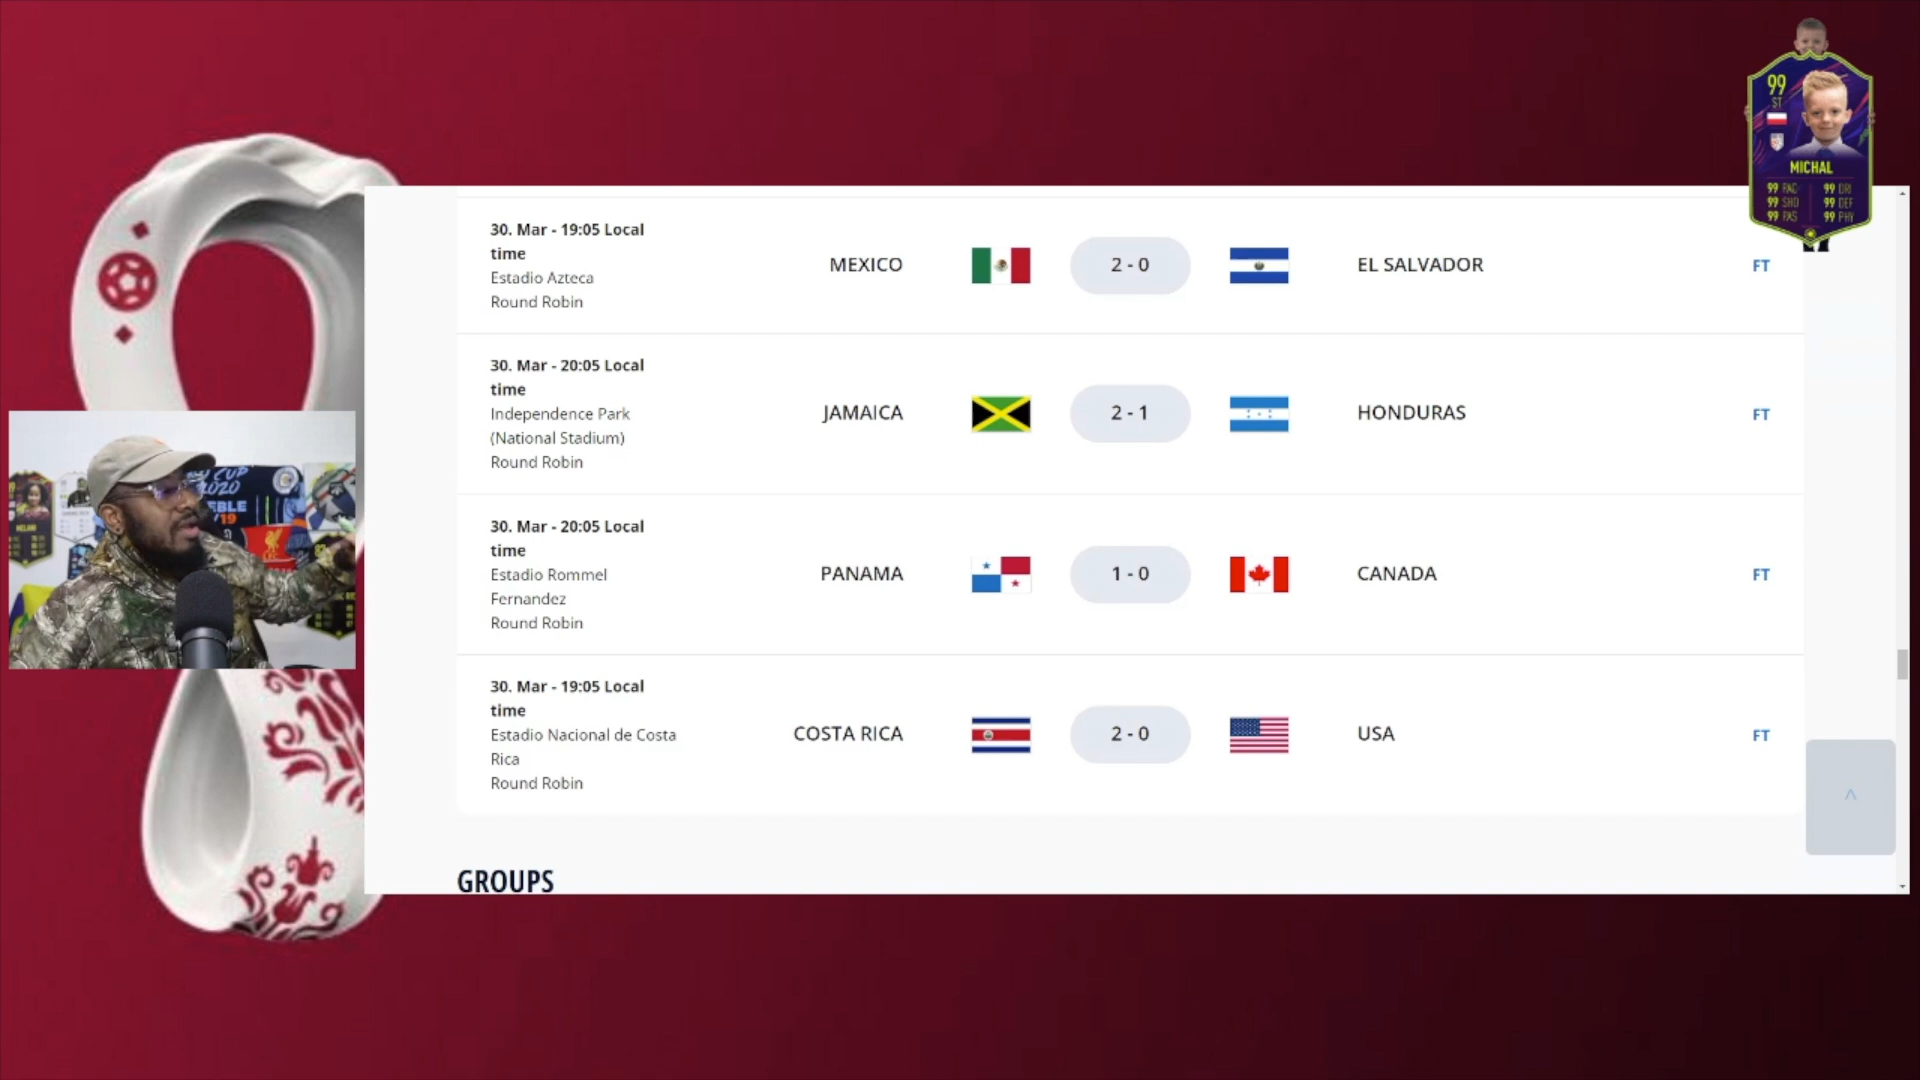 99
ST
MICHAL
99 PAC 99 DRI
99 SHO 99 DEF
99 PAS 99 PHY
30. Mar - 19:05 Local
time
Estadio Azteca
Round Robin
MEXICO
2 - 0
EL SALVADOR
FT
30. Mar - 20:05 Local
time
Independence Park
(National Stadium)
Round Robin
JAMAICA
2 - 1
HONDURAS
FT
30. Mar - 20:05 Local
time
Estadio Rommel
Fernandez
Round Robin
PANAMA
1 - 0
CANADA
FT
30. Mar - 19:05 Local
time
Estadio Nacional de Costa
Rica
Round Robin
COSTA RICA
2 - 0
USA
FT
^
GROUPS
CUP
2020
EBLE
/19